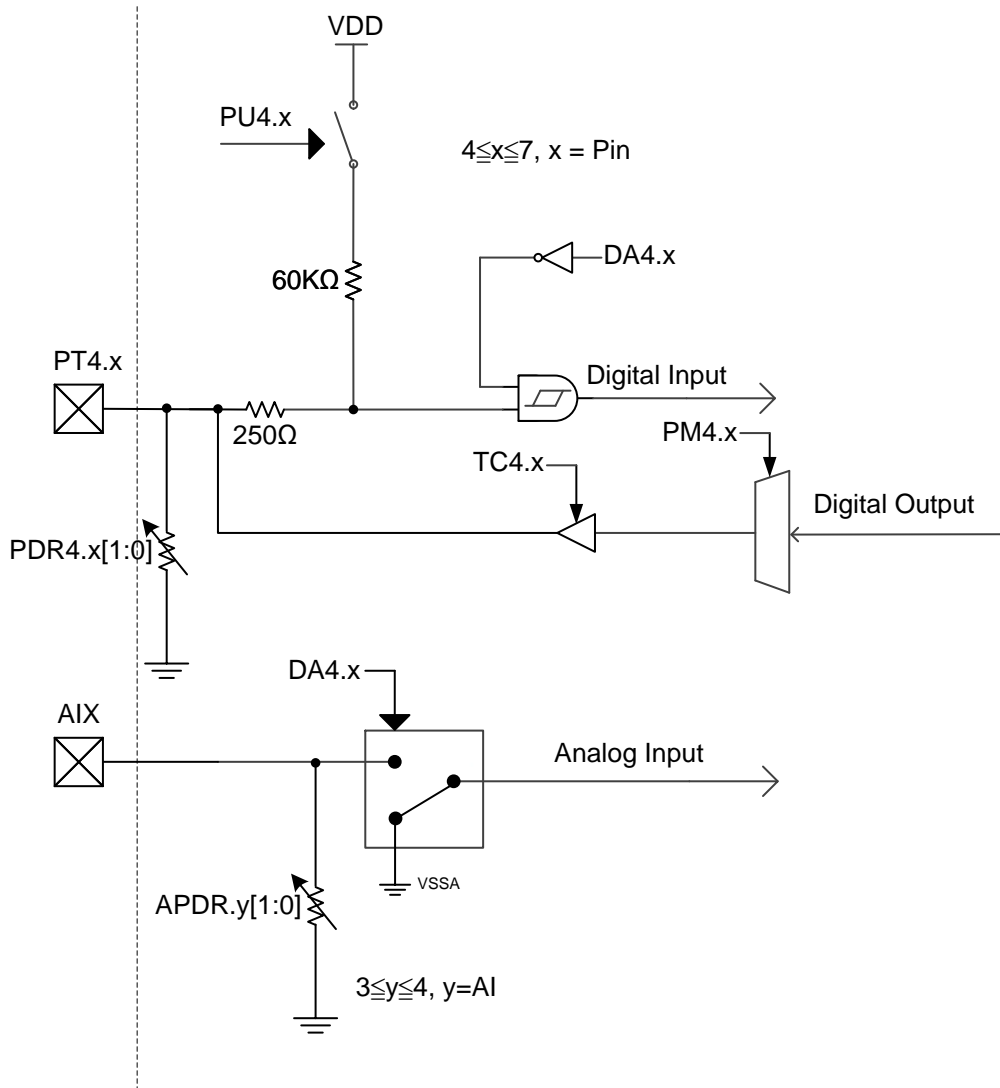 VDD
PU4.x
4≦x≦7, x = Pin
DA4.x
60KΩ
PT4.x
Digital Input
250Ω
PM4.x
TC4.x
Digital Output
PDR4.x[1:0]
DA4.x
AIX
Analog Input
VSSA
APDR.y[1:0]
3≦y≦4, y=AI